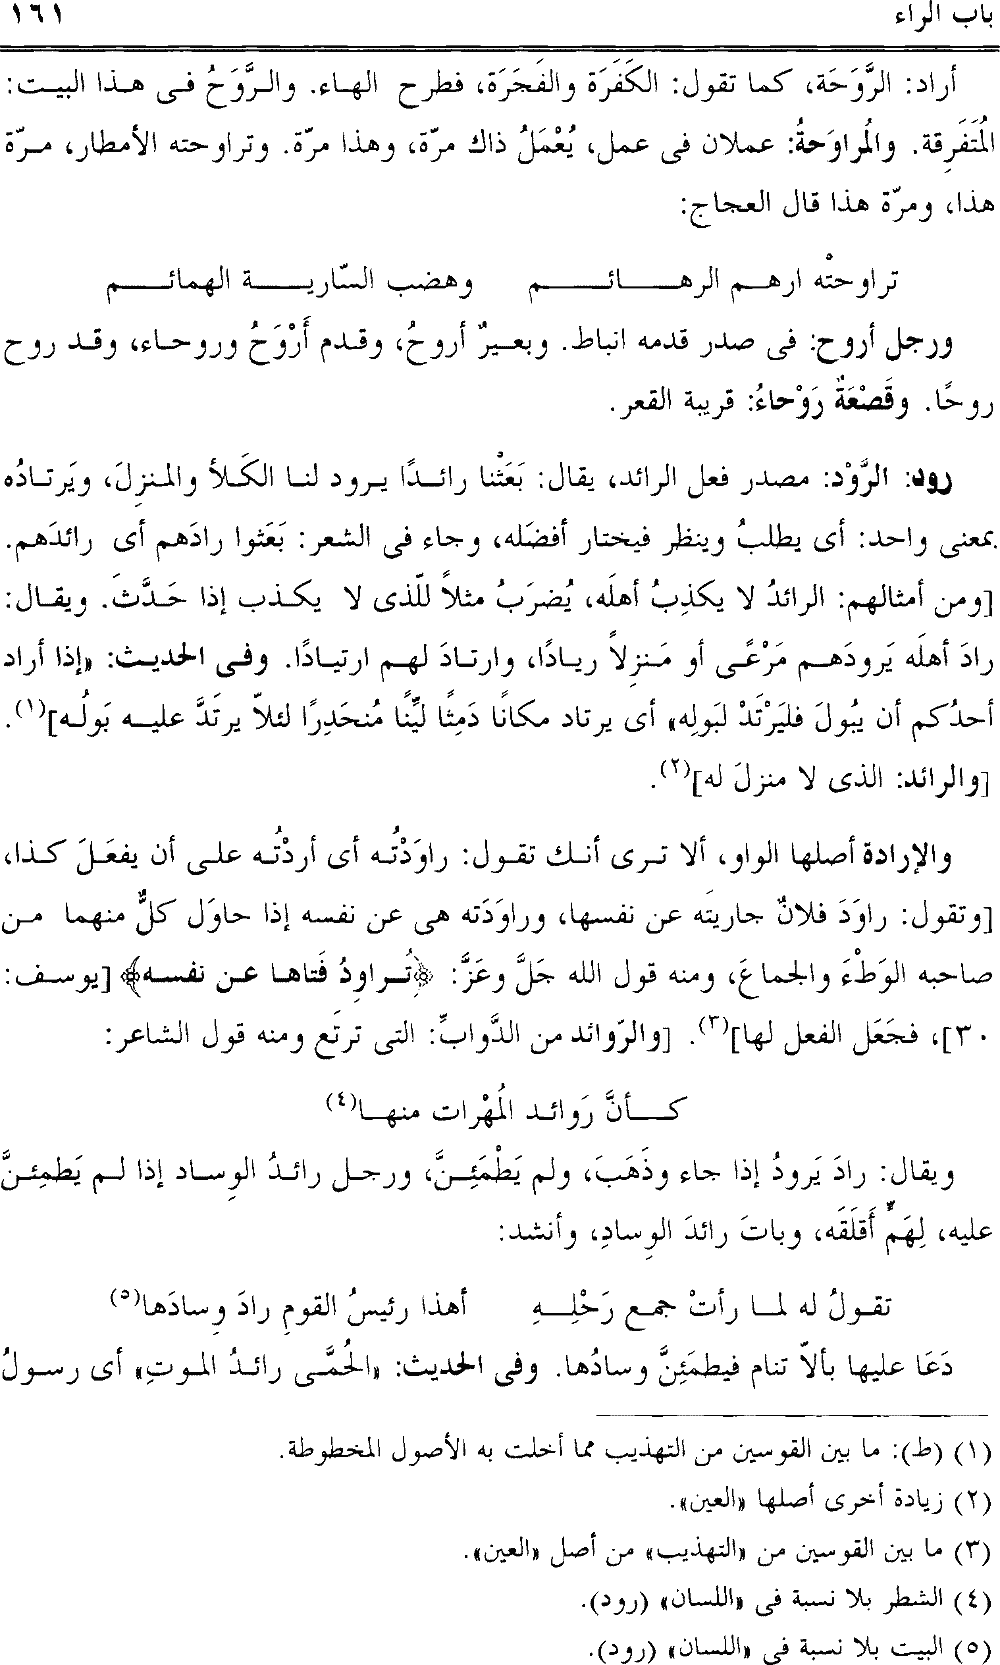 باب الراء ١٦١
أراد: الرَّوَحَة، كما تقول: الكَفَرَة والفَجَرَة، فطرح الهاء. والرَّوَحُ فى هذا البيت:
المُتَفَرِقة. والمُراوَحةُ: عملان فى عمل، يُعْمَلُ ذاك مرّة، وهذا مرّة. وتراوحته الأمطار، مرّة
هذا، ومرّة هذا قال العجاج:
تراوحتْه ارهم الرهائم وهضب السّارية الهمائم
ورجل أروح: فى صدر قدمه انباط. وبعيرٌ أروحُ، وقدم أَرْوَحُ وروحاء، وقد روح
روحًا. وقَصْعَةٌ رَوْحاءُ: قريبة القعر.
رود: الرَّوْد: مصدر فعل الرائد، يقال: بَعَثْنا رائدًا يرود لنا الكَلأ والمنزِلَ، ويَرتادُه
بمعنى واحد: أى يطلبُ وينظر فيختار أفضَله، وجاء فى الشعر: بَعَثوا رادَهم أى رائدَهم.
[ومن أمثالهم: الرائدُ لا يكذِبُ أهلَه، يُضرَبُ مثلاً للّذى لا يكذب إذا حَدَّثَ. ويقال:
رادَ أهلَه يَرودَهم مَرْعًى أو مَنزِلاً ريادًا، وارتادَ لهم ارتيادًا. وفى الحديث: «إذا أراد
أحدُكم أن يبُولَ فليَرْتَدْ لبَولِه» أى يرتاد مكانًا دَمِثًا ليِّنًا مُنحَدِرًا لئلاّ يرتَدَّ عليه بَولُه](١).
[والرائد: الذى لا منزلَ له](٢).
والإرادة أصلها الواو، ألا ترى أنك تقول: راوَدْتُه أى أردْتُه على أن يفعَلَ كذا،
[وتقول: راوَدَ فلانٌ جاريتَه عن نفسها، وراوَدَته هى عن نفسه إذا حاوَل كلٌّ منهما من
صاحبه الوَطْءَ والجماعَ، ومنه قول الله جَلَّ وعَزَّ: ﴿تُراودُ فَتاها عن نفسه﴾ [يوسف:
٣٠]، فجَعَل الفعل لها](٣). [والرّوائد من الدَّوابِّ: التى ترتَع ومنه قول الشاعر:
كأنَّ رَوائد المُهْرات منها(٤)
ويقال: رادَ يَرودُ إذا جاء وذَهَبَ، ولم يَطْمَئِنَّ، ورجل رائدُ الوِساد إذا لم يَطمِئنَّ
عليه، لِهَمٍّ أَقلَقَه، وباتَ رائدَ الوِسادِ، وأنشد:
تقولُ له لما رأتْ جمع رَحْلِهِ أهذا رئيسُ القومِ رادَ وِسادَها(٥)
دَعَا عليها بألاّ تنام فيطمَئِنَّ وسادُها. وفى الحديث: «الحُمَّى رائدُ الموتِ» أى رسولُ
(١) (ط): ما بين القوسين من التهذيب مما أخلت به الأصول المخطوطة.
(٢) زيادة أخرى أصلها «العين».
(٣) ما بين القوسين من «التهذيب» من أصل «العين».
(٤) الشطر بلا نسبة فى «اللسان» (رود).
(٥) البيت بلا نسبة فى «اللسان» (رود).